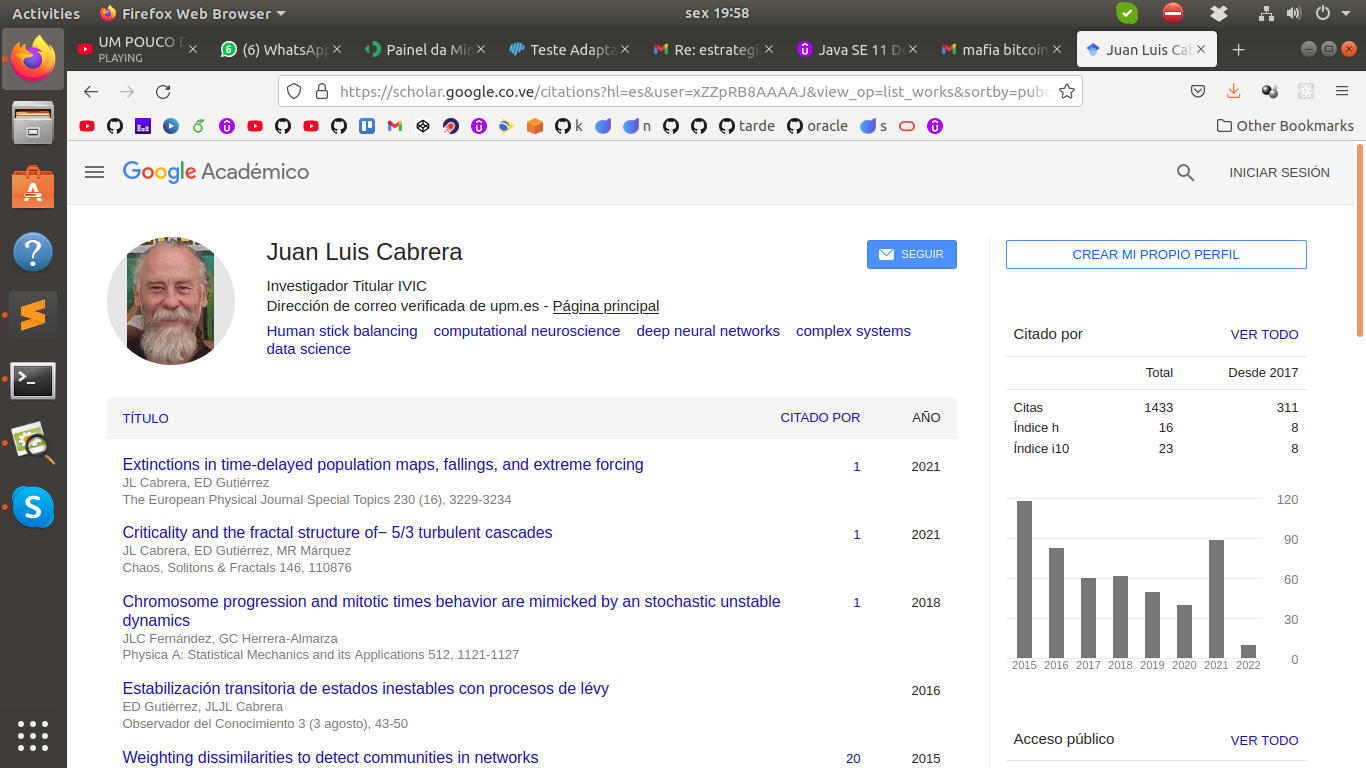 Activities
Firefox Web Browser
sex 19:58
UM POUCO D
PLAYING
(6) WhatsApp
Painel da Min
Teste Adapta
Re: estrategi
Java SE 11 De
mafia bitcoin
Juan Luis Cab
https://scholar.google.co.ve/citations?hl=es&user=xZZpRB8AAAAJ&view_op=list_works&sortby=pubd
k
n
tarde
oracle
s
Other Bookmarks
Google Académico
INICIAR SESIÓN
Juan Luis Cabrera
SEGUIR
Investigador Titular IVIC
Dirección de correo verificada de upm.es - Página principal
Human stick balancing computational neuroscience deep neural networks complex systems
data science
TÍTULO CITADO POR AÑO
Extinctions in time-delayed population maps, fallings, and extreme forcing 1 2021
JL Cabrera, ED Gutiérrez
The European Physical Journal Special Topics 230 (16), 3229-3234
Criticality and the fractal structure of− 5/3 turbulent cascades 1 2021
JL Cabrera, ED Gutiérrez, MR Márquez
Chaos, Solitons & Fractals 146, 110876
Chromosome progression and mitotic times behavior are mimicked by an stochastic unstable 1 2018
dynamics
JLC Fernández, GC Herrera-Almarza
Physica A: Statistical Mechanics and its Applications 512, 1121-1127
Estabilización transitoria de estados inestables con procesos de lévy 2016
ED Gutiérrez, JLJL Cabrera
Observador del Conocimiento 3 (3 agosto), 43-50
Weighting dissimilarities to detect communities in networks 20 2015
CREAR MI PROPIO PERFIL
Citado por VER TODO
Total Desde 2017
Citas 1433 311
Índice h 16 8
Índice i10 23 8
120
90
60
30
0
2015 2016 2017 2018 2019 2020 2021 2022
Acceso público VER TODO